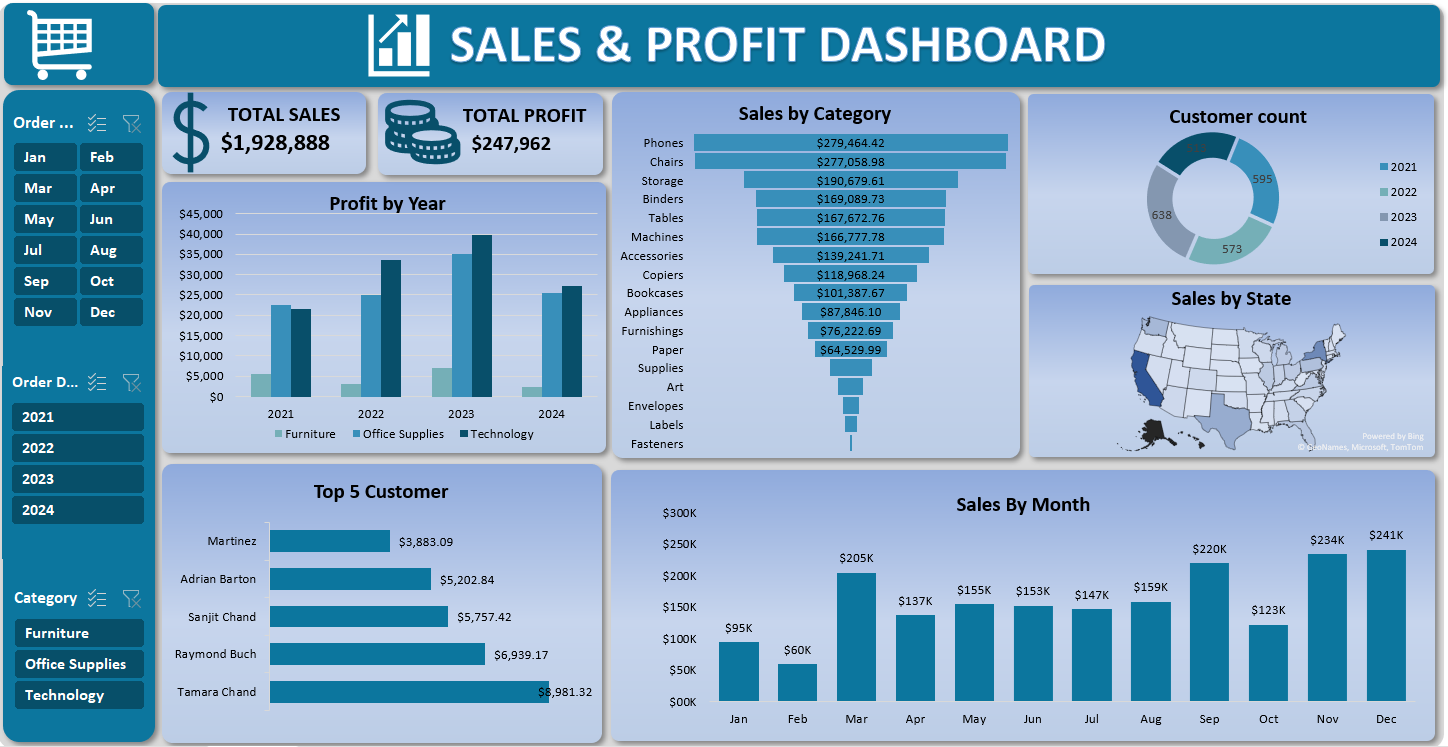 SALES & PROFIT DASHBOARD
Order ...
Jan
Feb
Mar
Apr
May
Jun
Jul
Aug
Sep
Oct
Nov
Dec
Order D...
2021
2022
2023
2024
Category
Furniture
Office Supplies
Technology
TOTAL SALES
$1,928,888
TOTAL PROFIT
$247,962
Profit by Year
$45,000
$40,000
$35,000
$30,000
$25,000
$20,000
$15,000
$10,000
$5,000
$0
2021
2022
2023
2024
Furniture
Office Supplies
Technology
Sales by Category
Phones $279,464.42
Chairs $277,058.98
Storage $190,679.61
Binders $169,089.73
Tables $167,672.76
Machines $166,777.78
Accessories $139,241.71
Copiers $118,968.24
Bookcases $101,387.67
Appliances $87,846.10
Furnishings $76,222.69
Paper $64,529.99
Supplies
Art
Envelopes
Labels
Fasteners
Customer count
595
573
638
2021
2022
2023
2024
Sales by State
Powered by Bing
© GeoNames, Microsoft, TomTom
Top 5 Customer
Martinez $3,883.09
Adrian Barton $5,202.84
Sanjit Chand $5,757.42
Raymond Buch $6,939.17
Tamara Chand $8,981.32
Sales By Month
$300K
$250K
$200K
$150K
$100K
$50K
$00K
$95K
$60K
$205K
$137K
$155K
$153K
$147K
$159K
$220K
$123K
$234K
$241K
Jan
Feb
Mar
Apr
May
Jun
Jul
Aug
Sep
Oct
Nov
Dec